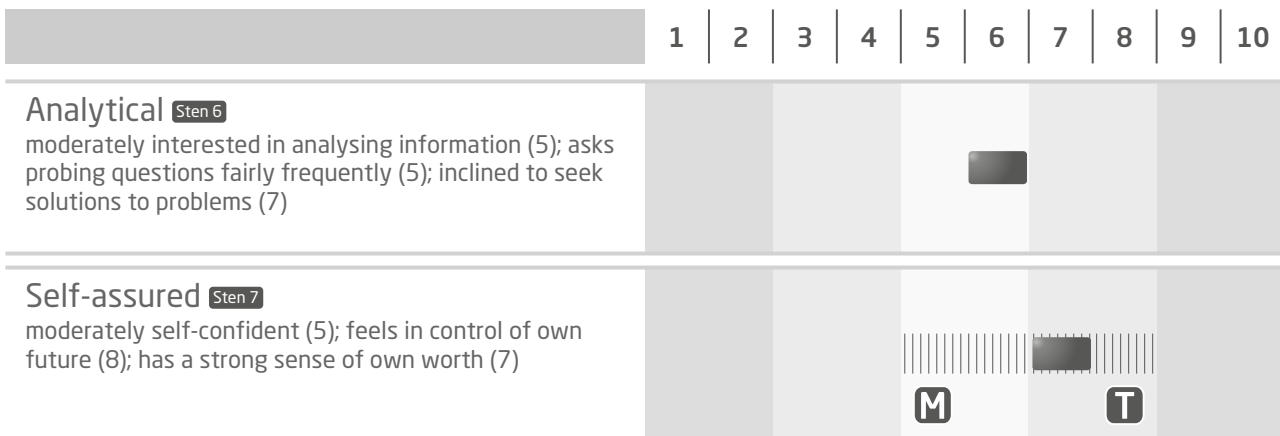 1 2 3 4 5 6 7 8 9 10
Analytical Sten 6
moderately interested in analysing information (5); asks
probing questions fairly frequently (5); inclined to seek
solutions to problems (7)
Self-assured Sten 7
moderately self-confident (5); feels in control of own
future (8); has a strong sense of own worth (7)
M T